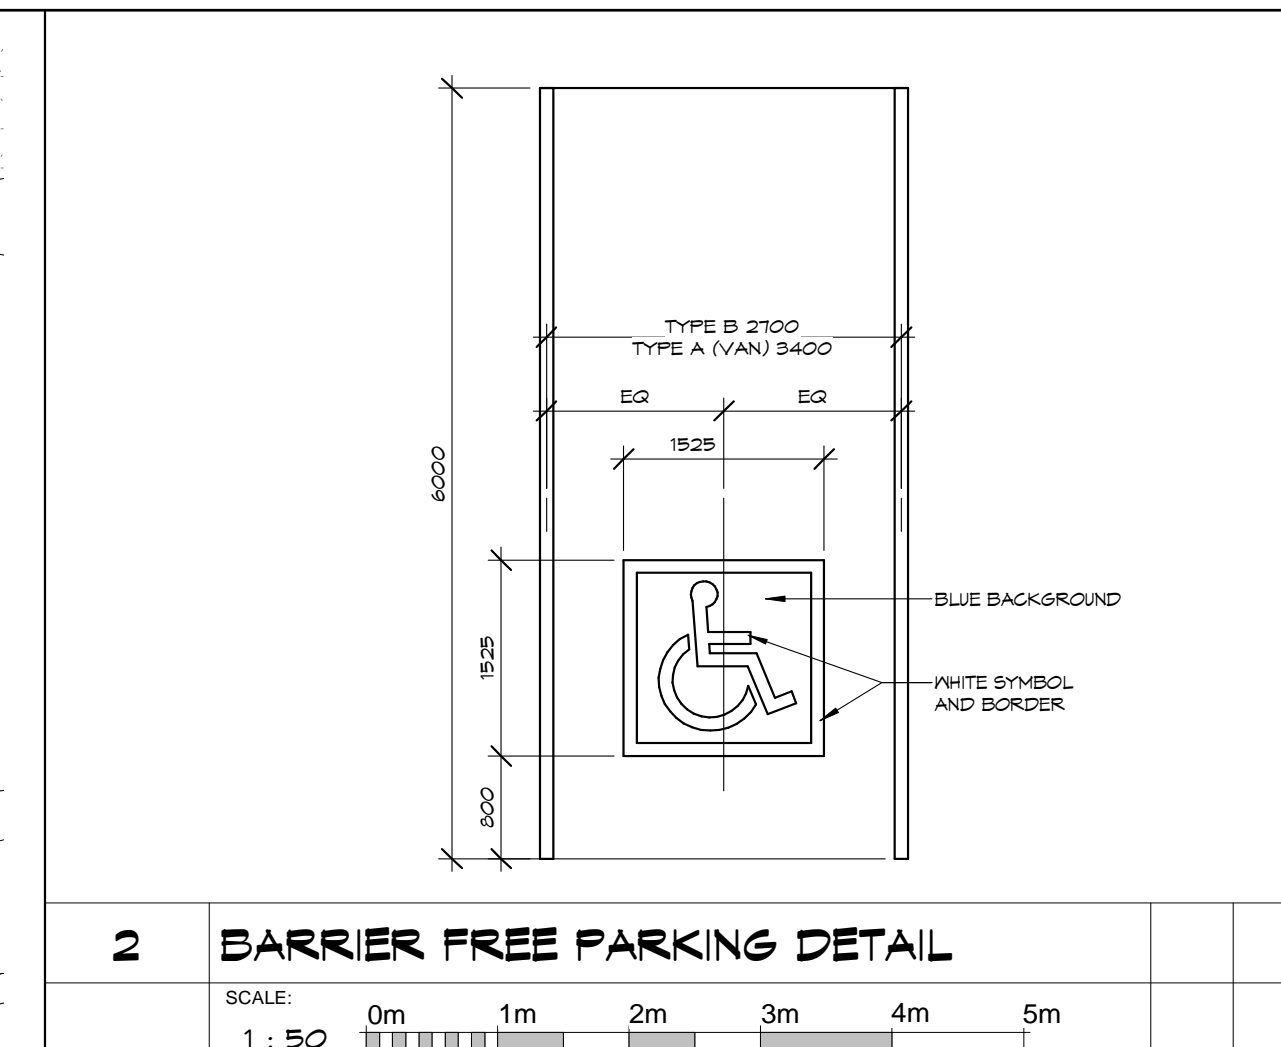 TYPE B 2700
TYPE A (VAN) 3400
EQ EQ
1525
6000
BLUE BACKGROUND
1525
WHITE SYMBOL
AND BORDER
800
2 BARRIER FREE PARKING DETAIL
SCALE:
1 : 50
0m 1m 2m 3m 4m 5m